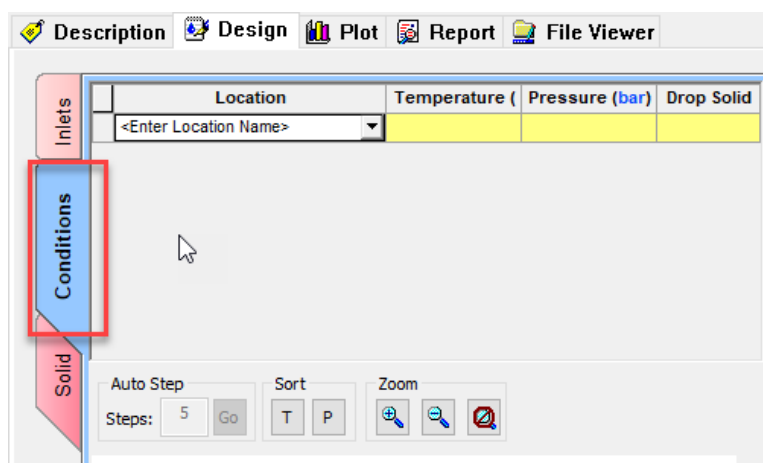 Description Design Plot Report File Viewer
Inlets
Conditions
Solid
Location Temperature ( Pressure (bar) Drop Solid
<Enter Location Name>
Auto Step Sort Zoom
Steps: 5 Go T P